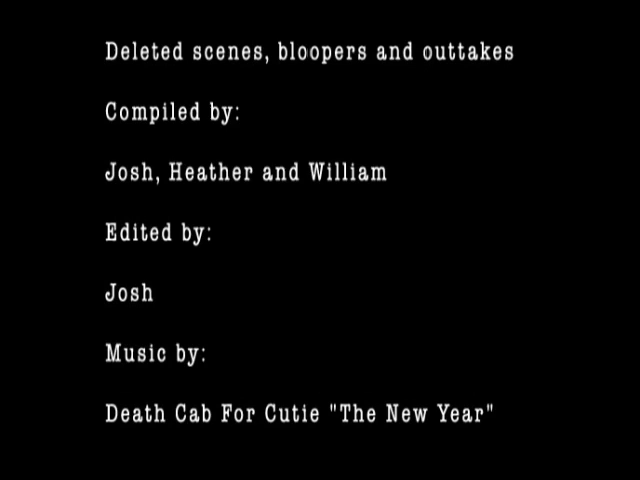 Deleted scenes, bloopers and outtakes
Compiled by:
Josh, Heather and William
Edited by:
Josh
Music by:
Death Cab For Cutie "The New Year"